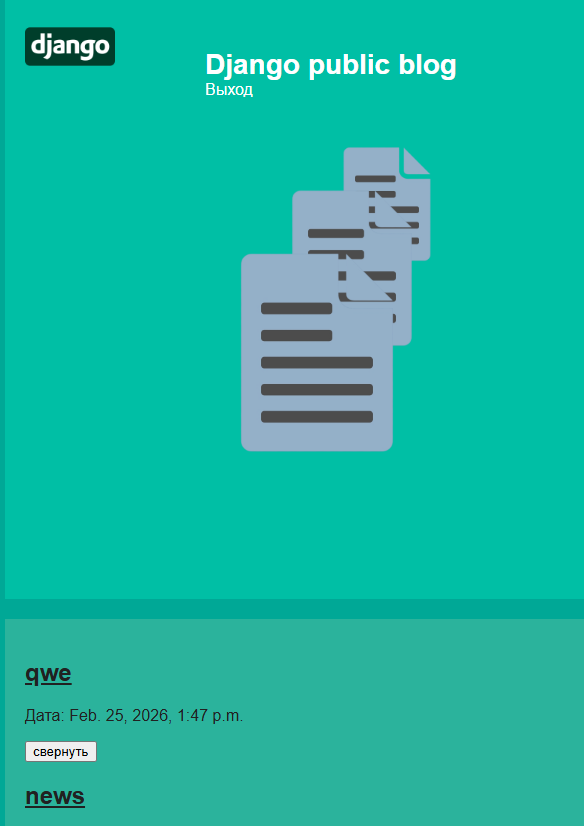 django
Django public blog
Выход
qwe
Дата: Feb. 25, 2026, 1:47 p.m.
свернуть
news